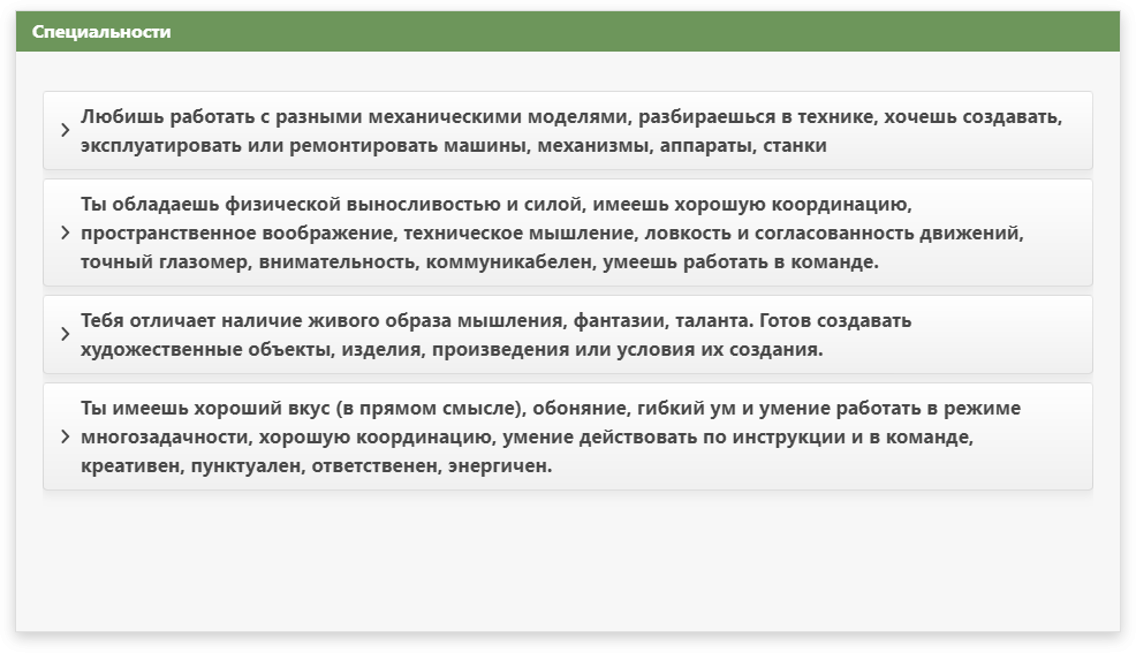 Специальности
Любишь работать с разными механическими моделями, разбираешься в технике, хочешь создавать,
эксплуатировать или ремонтировать машины, механизмы, аппараты, станки
Ты обладаешь физической выносливостью и силой, имеешь хорошую координацию,
пространственное воображение, техническое мышление, ловкость и согласованность движений,
точный глазомер, внимательность, коммуникабелен, умеешь работать в команде.
Тебя отличает наличие живого образа мышления, фантазии, таланта. Готов создавать
художественные объекты, изделия, произведения или условия их создания.
Ты имеешь хороший вкус (в прямом смысле), обоняние, гибкий ум и умение работать в режиме
многозадачности, хорошую координацию, умение действовать по инструкции и в команде,
креативен, пунктуален, ответственен, энергичен.